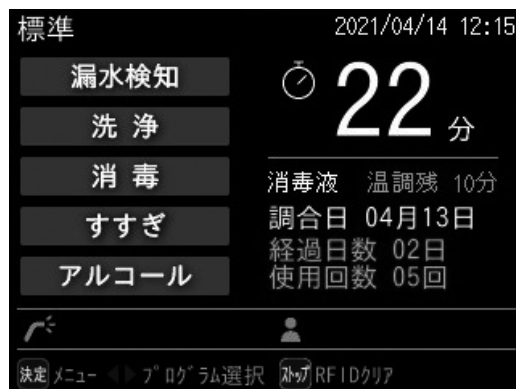 標準 2021/04/14 12:15
漏水検知
洗浄
消毒
すすぎ
アルコール
22分
消毒液 温調残 10分
調合日 04月13日
経過日数 02日
使用回数 05回
決定 メニュー プログラム選択 ストップ RFIDクリア